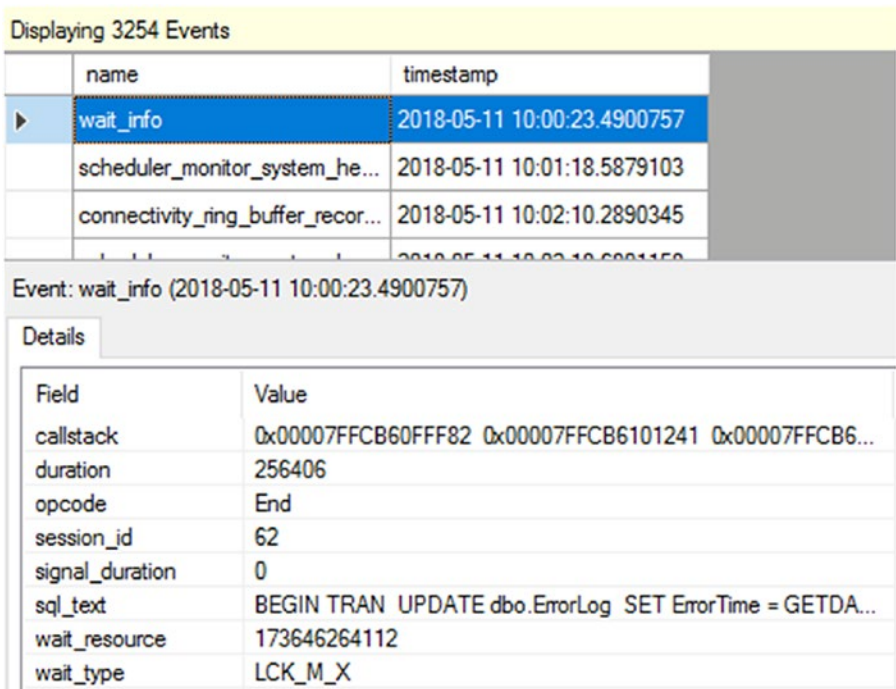 Displaying 3254 Events
name timestamp
wait_info 2018-05-11 10:00:23.4900757
scheduler_monitor_system_he... 2018-05-11 10:01:18.5879103
connectivity_ring_buffer_recor... 2018-05-11 10:02:10.2890345
Event: wait_info (2018-05-11 10:00:23.4900757)
Details
Field Value
callstack 0x00007FFCB60FFF82 0x00007FFCB6101241 0x00007FFCB6...
duration 256406
opcode End
session_id 62
signal_duration 0
sql_text BEGIN TRAN UPDATE dbo.ErrorLog SET ErrorTime = GETDA...
wait_resource 173646264112
wait_type LCK_M_X